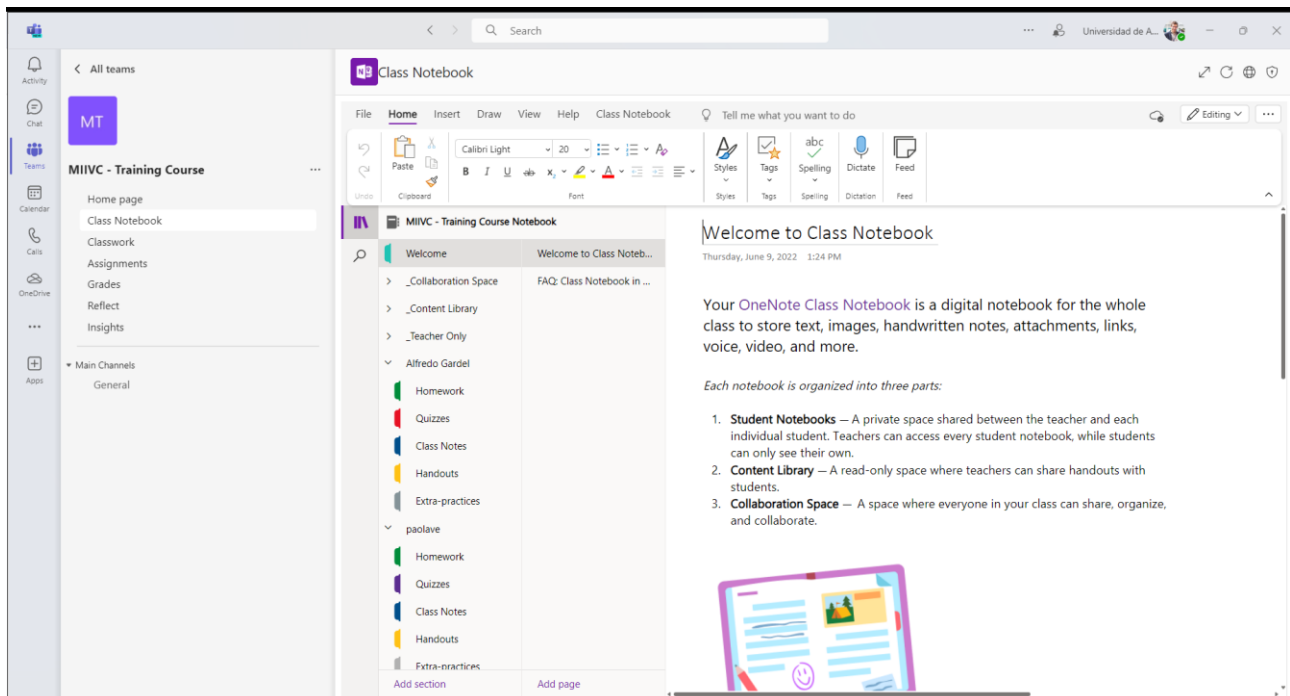 Search
Universidad de A...
Activity
Chat
Teams
Calendar
Calls
OneDrive
Apps
All teams
MT
MIIVC - Training Course
Home page
Class Notebook
Classwork
Assignments
Grades
Reflect
Insights
Main Channels
General
Class Notebook
File Home Insert Draw View Help Class Notebook Tell me what you want to do
Editing
Paste
Calibri Light 20
B I U ab x₂ A
Styles
Tags
abc
Spelling
Dictate
Feed
Undo Clipboard Font Styles Tags Spelling Dictation Feed
MIIVC - Training Course Notebook
Welcome
_Collaboration Space
_Content Library
_Teacher Only
Alfredo Gardel
Homework
Quizzes
Class Notes
Handouts
Extra-practices
paolave
Homework
Quizzes
Class Notes
Handouts
Extra-practices
Add section
Welcome to Class Noteb...
FAQ: Class Notebook in ...
Add page
Welcome to Class Notebook
Thursday, June 9, 2022 1:24 PM
Your OneNote Class Notebook is a digital notebook for the whole
class to store text, images, handwritten notes, attachments, links,
voice, video, and more.
Each notebook is organized into three parts:
1. Student Notebooks — A private space shared between the teacher and each
individual student. Teachers can access every student notebook, while students
can only see their own.
2. Content Library — A read-only space where teachers can share handouts with
students.
3. Collaboration Space — A space where everyone in your class can share, organize,
and collaborate.